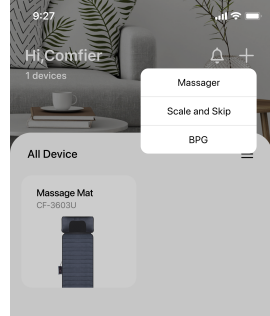 9:27
Hi,Comfier
1 devices
Massager
Scale and Skip
BPG
All Device
Massage Mat
CF-3603U